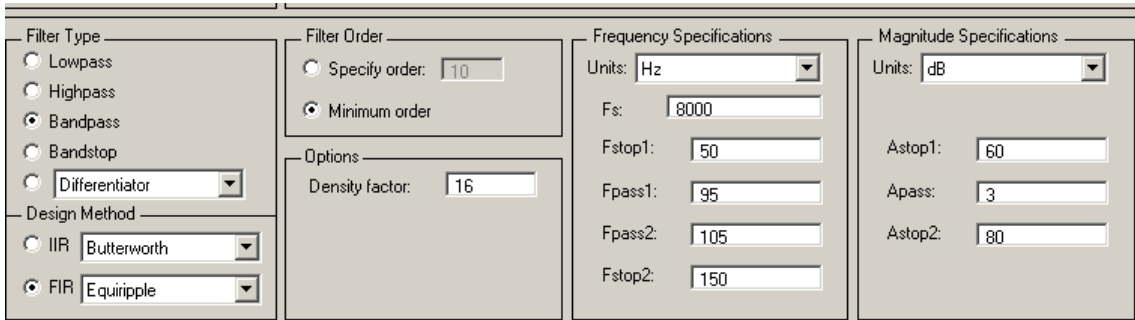 Filter Type
Lowpass
Highpass
Bandpass
Bandstop
Differentiator
Design Method
IIR Butterworth
FIR Equiripple
Filter Order
Specify order: 10
Minimum order
Options
Density factor: 16
Frequency Specifications
Units: Hz
Fs: 8000
Fstop1: 50
Fpass1: 95
Fpass2: 105
Fstop2: 150
Magnitude Specifications
Units: dB
Astop1: 60
Apass: 3
Astop2: 80